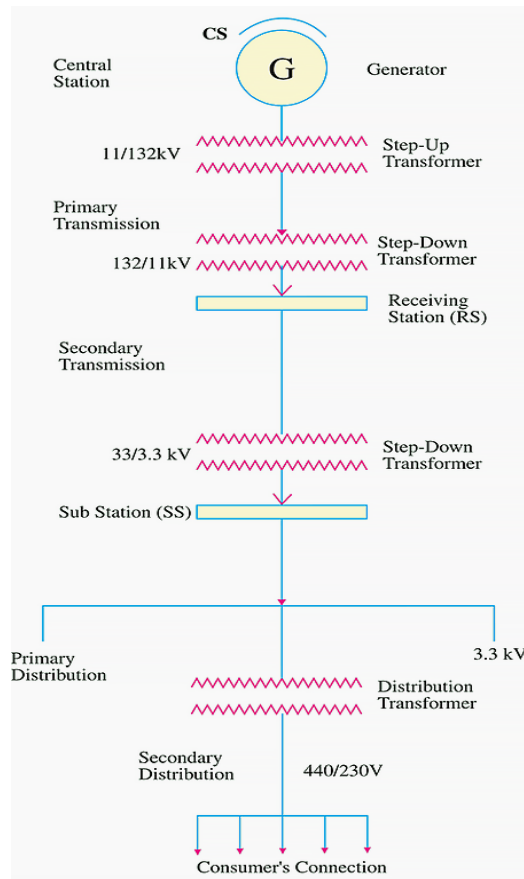 CS
Central
Station
G
Generator
11/132kV
Step-Up
Transformer
Primary
Transmission
132/11kV
Step-Down
Transformer
Receiving
Station (RS)
Secondary
Transmission
33/3.3 kV
Step-Down
Transformer
Sub Station (SS)
Primary
Distribution
3.3 kV
Distribution
Transformer
Secondary
Distribution
440/230V
Consumer's Connection